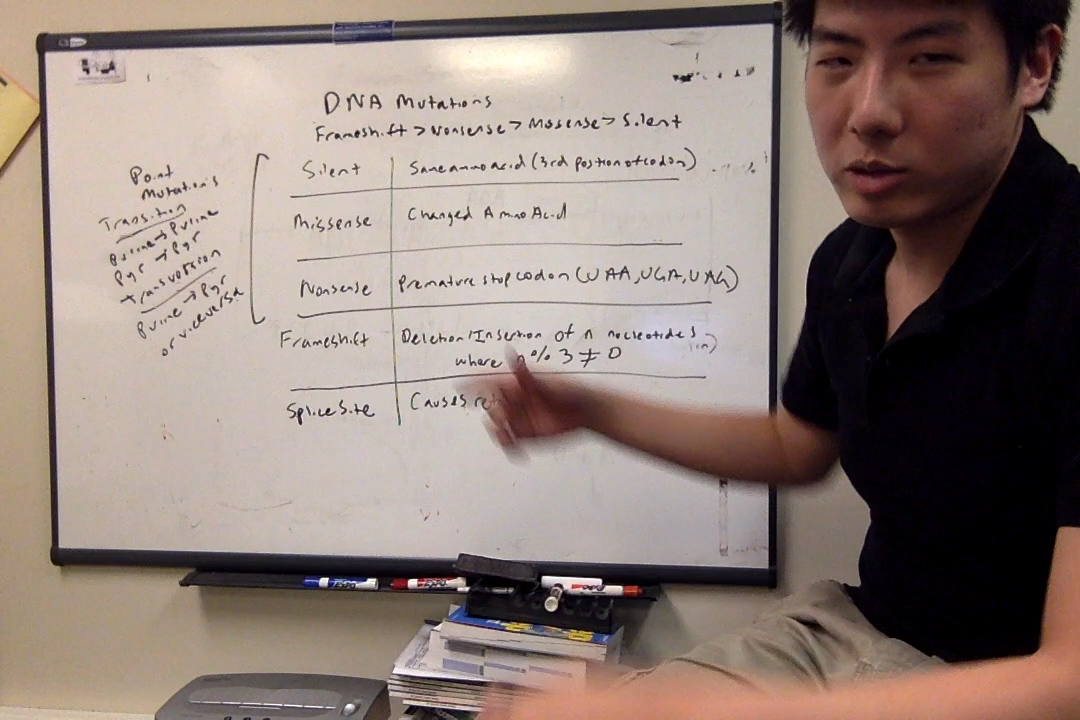 DNA Mutations
Frameshift > Nonsense > Missense > Silent
Point
Mutations
Transition
Purine → Purine
Pyr → Pyr
Transversion
Purine → Pyr
or viceversa
Silent Same amino acid (3rd position of codon)
Missense Changed Amino Acid
Nonsense Premature stop codon (UAA, UGA, UAG)
Frameshift Deletion/Insertion of n nucleotides
where n % 3 ≠ 0
Splice Site Causes